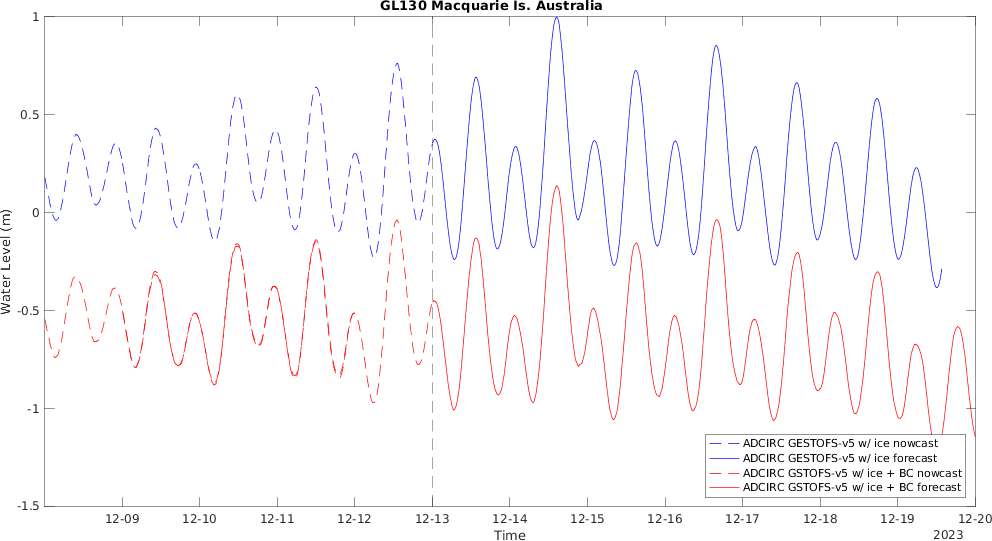 GL130 Macquarie Is. Australia
1
0.5
0
-0.5
-1
-1.5
Water Level (m)
12-09 12-10 12-11 12-12 12-13 12-14 12-15 12-16 12-17 12-18 12-19 12-20
Time
2023
ADCIRC GESTOFS-v5 w/ ice nowcast
ADCIRC GESTOFS-v5 w/ ice forecast
ADCIRC GSTOFS-v5 w/ ice + BC nowcast
ADCIRC GSTOFS-v5 w/ ice + BC forecast